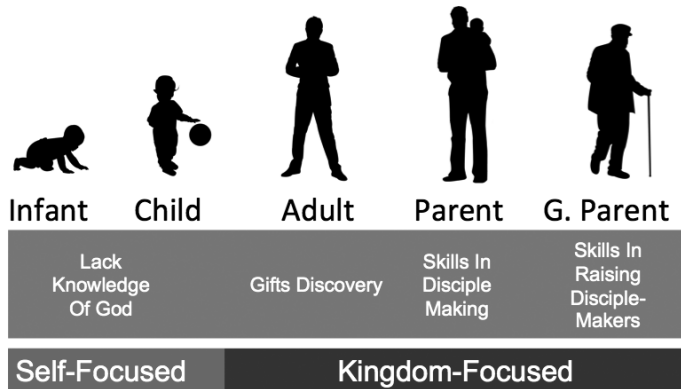 Infant Child Adult Parent G. Parent
Lack
Knowledge
Of God
Gifts Discovery
Skills In
Disciple
Making
Skills In
Raising
Disciple-
Makers
Self-Focused Kingdom-Focused